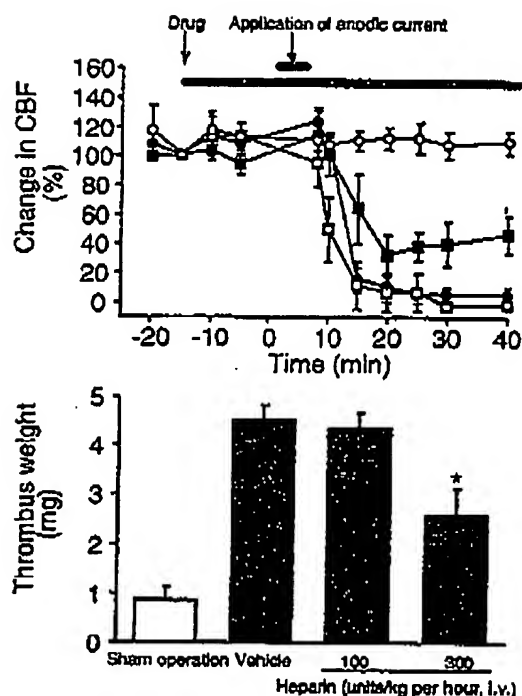 Drug Application of anodic current
160
140
120
100
80
60
40
120
0
Change in CBF
(%)
-20 -10 0 10 20 30 40
Time (min)
5
4
3
2
1
0
Thrombus weight
(mg)
*
Sham operation Vehicle 100 300
Heparin (units/kg per hour, i.v.)